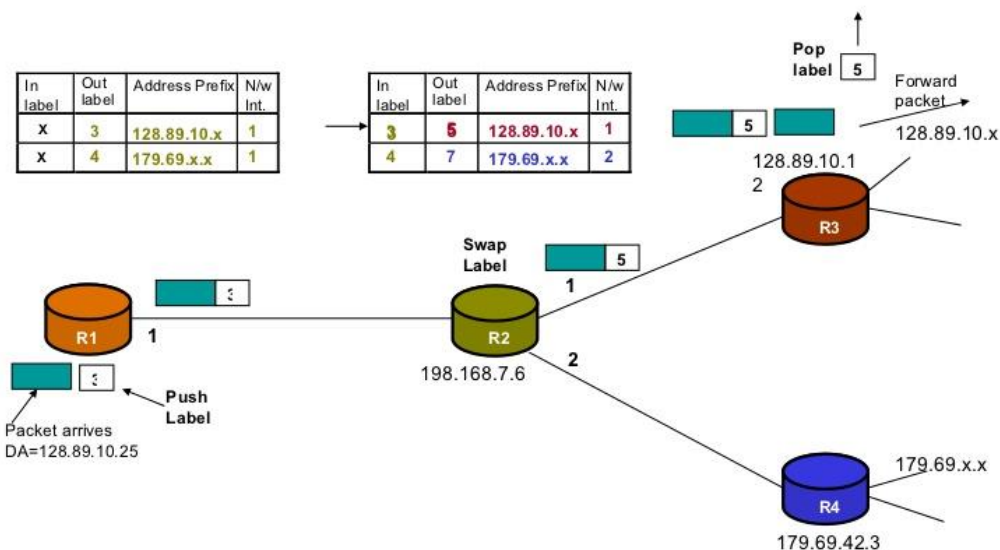 Pop
label
5
Forward
packet
128.89.10.x
In
label
Out
label
Address Prefix
N/w
Int.
x 3 128.89.10.x 1
x 4 179.69.x.x 1
In
label
Out
label
Address Prefix
N/w
Int.
3 5 128.89.10.x 1
4 7 179.69.x.x 2
5
128.89.10.1
2
R3
Swap
Label
5
1
3
R1
1
R2
198.168.7.6
2
3
Push
Label
Packet arrives
DA=128.89.10.25
179.69.x.x
R4
179.69.42.3